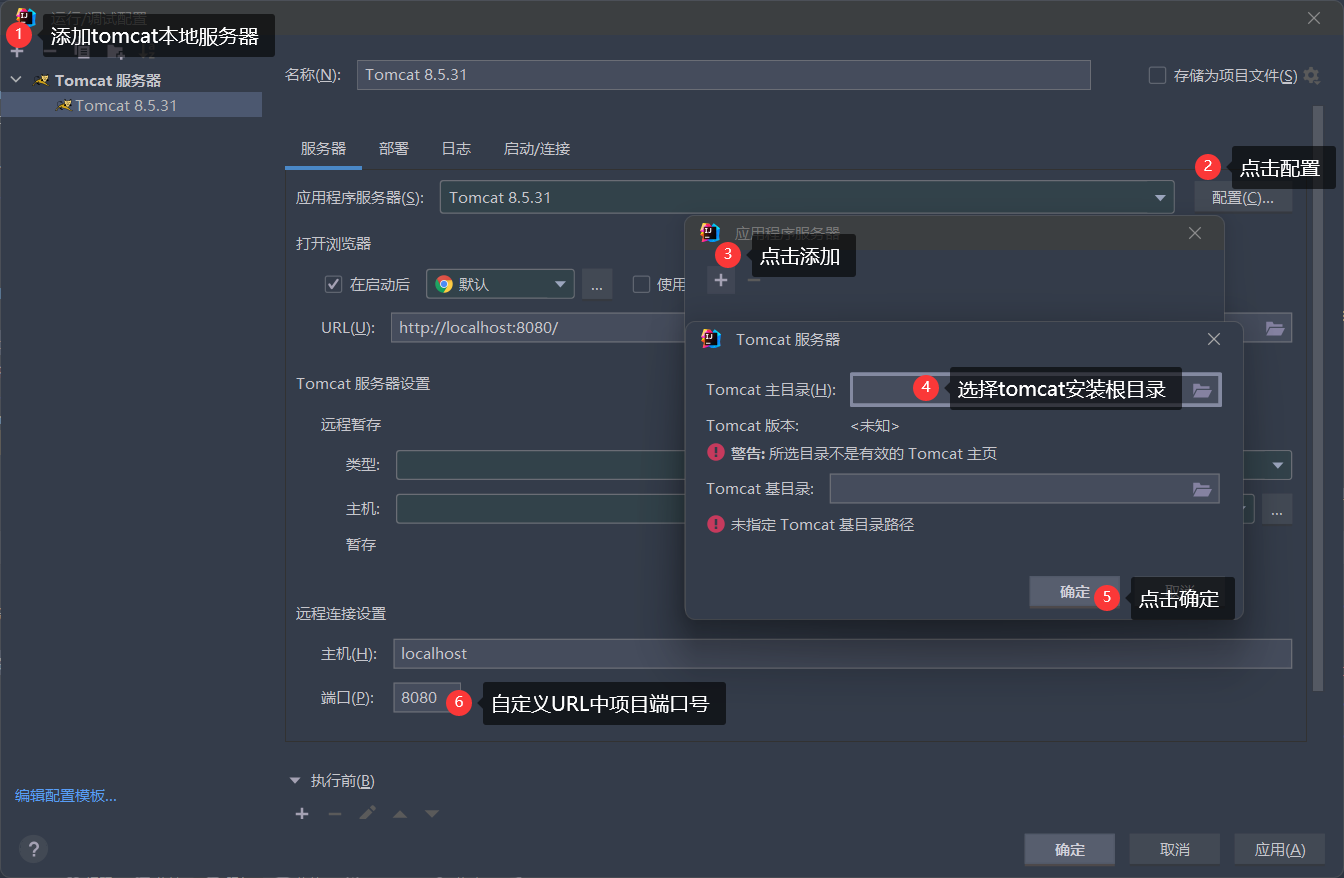 运行/调试配置
1 添加tomcat本地服务器
Tomcat 服务器
Tomcat 8.5.31
名称(N): Tomcat 8.5.31
存储为项目文件(S)
服务器 部署 日志 启动/连接
2 点击配置
应用程序服务器(S): Tomcat 8.5.31 配置(C)...
打开浏览器
应用程序服务器
3 点击添加
在启动后 默认 ... 使用
URL(U): http://localhost:8080/
Tomcat 服务器
Tomcat 服务器设置
Tomcat 主目录(H): 4 选择tomcat安装根目录
远程暂存
Tomcat 版本: <未知>
警告: 所选目录不是有效的 Tomcat 主页
类型:
Tomcat 基目录:
主机: ...
未指定 Tomcat 基目录路径
暂存
确定 取消
5 点击确定
远程连接设置
主机(H): localhost
端口(P): 8080
6 自定义URL中项目端口号
执行前(B)
编辑配置模板...
?
确定 取消 应用(A)